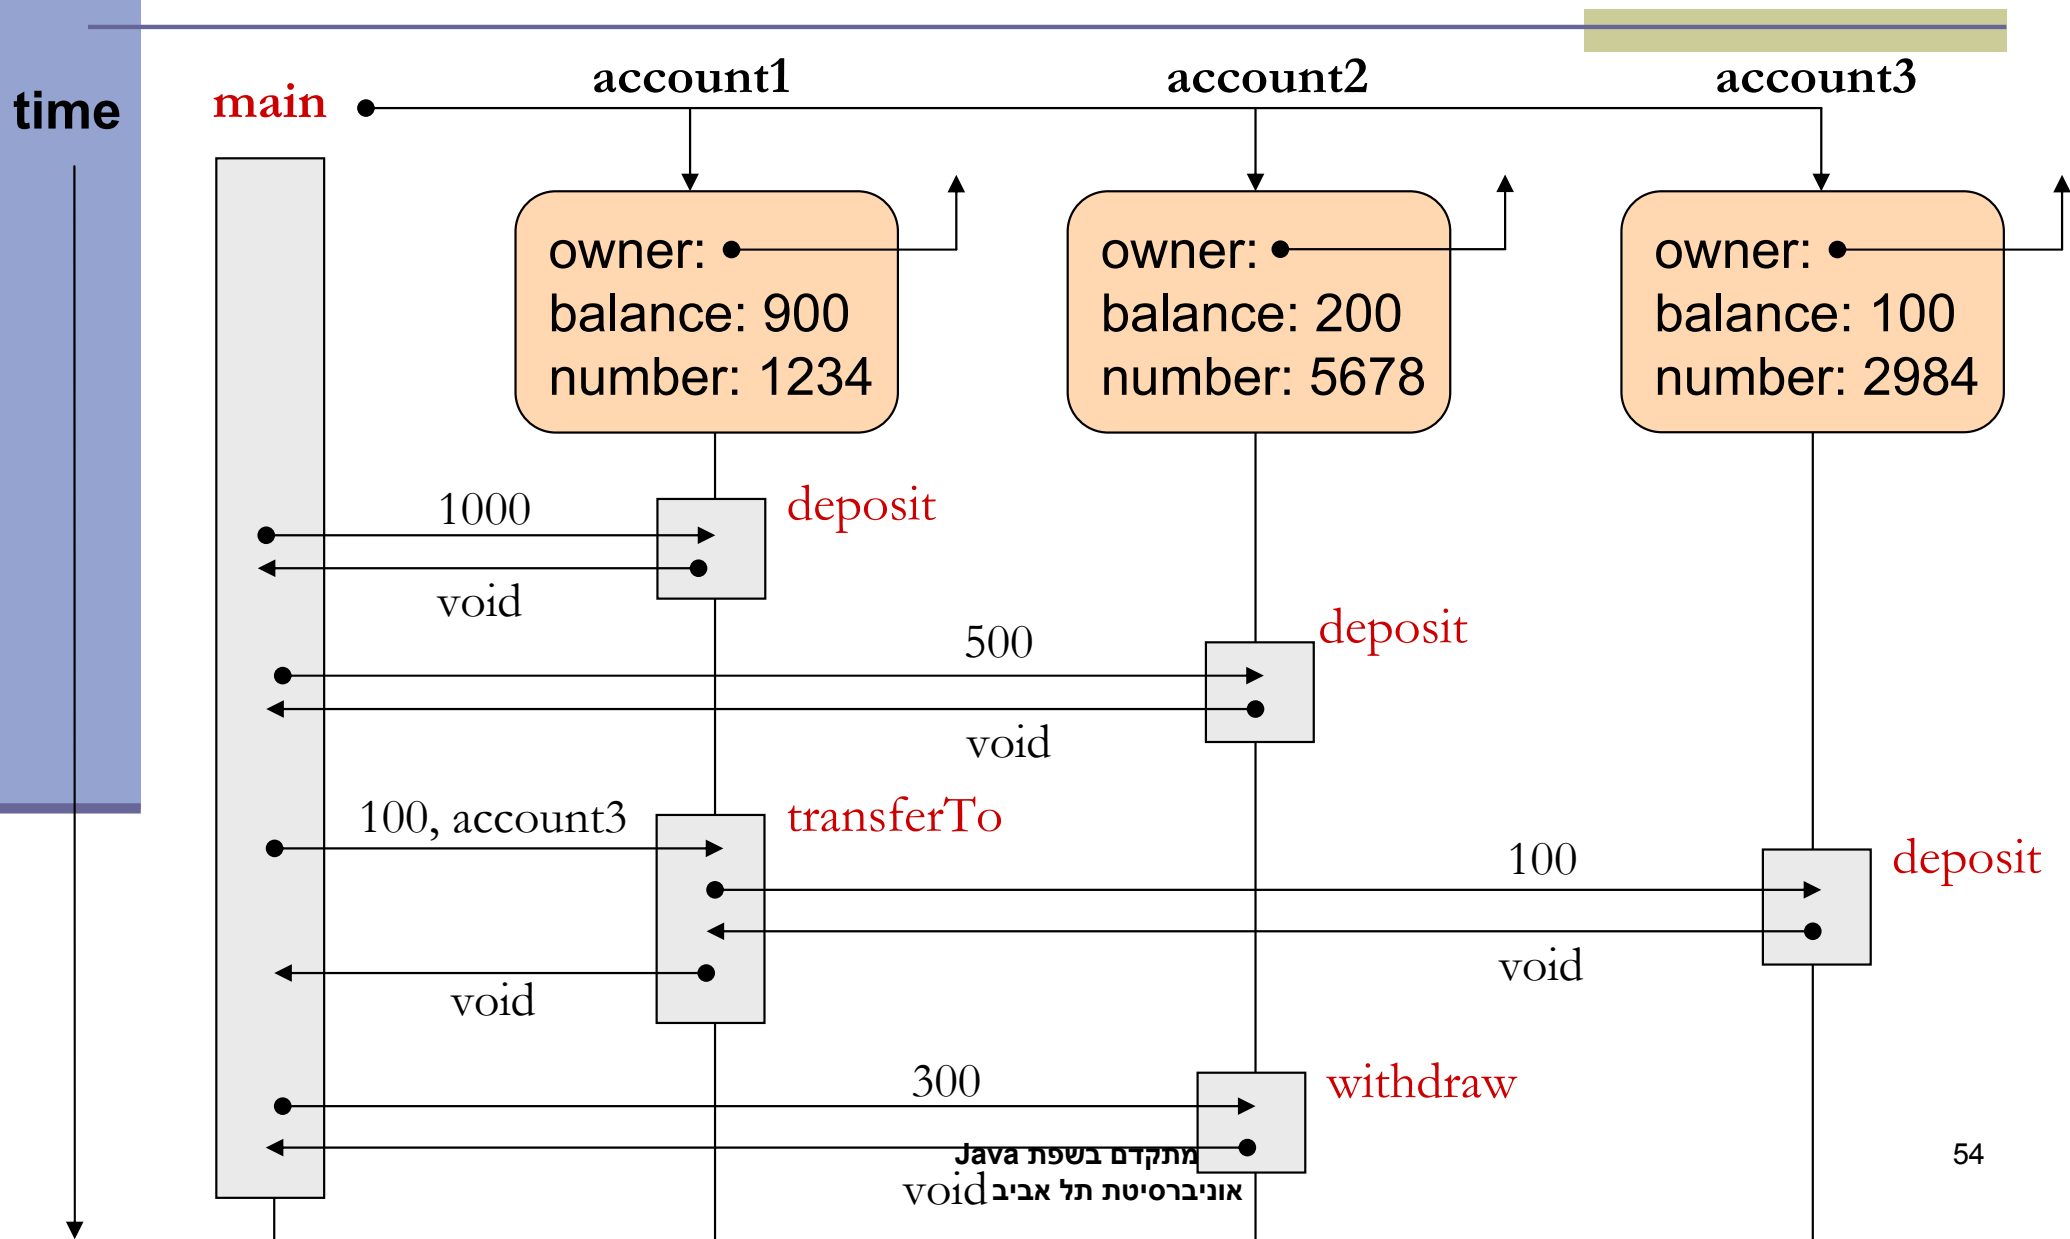 time
main
account1
account2
account3
owner:
balance: 900
number: 1234
owner:
balance: 200
number: 5678
owner:
balance: 100
number: 2984
1000
deposit
void
500
deposit
void
100, account3
transferTo
100
deposit
void
void
300
withdraw
מתקדם בשפת Java
אוניברסיטת תל אביב
void
54